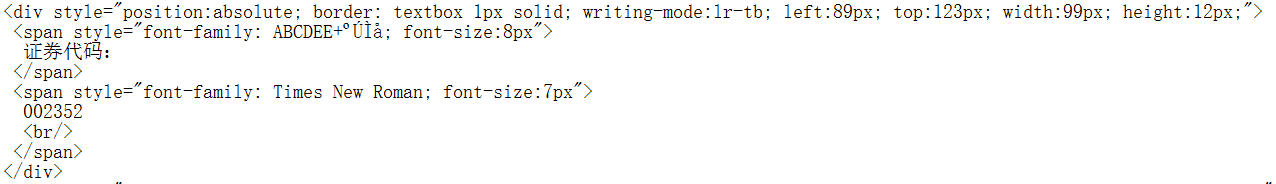 <div style="position:absolute; border: textbox 1px solid; writing-mode:lr-tb; left:89px; top:123px; width:99px; height:12px;">
<span style="font-family: ABCDEE+ºÚÌå; font-size:8px">
证券代码：
</span>
<span style="font-family: Times New Roman; font-size:7px">
002352
<br/>
</span>
</div>